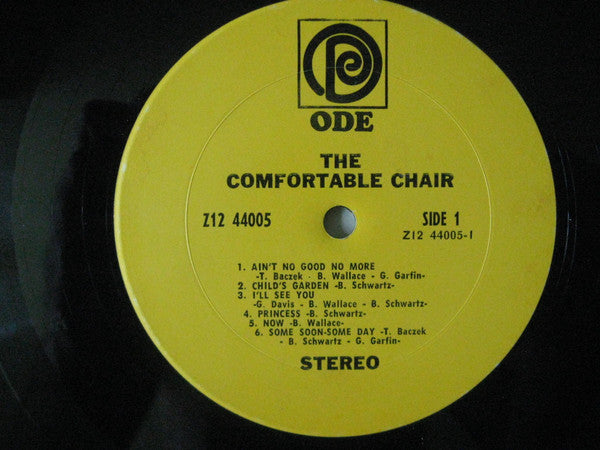 ODE
THE
COMFORTABLE CHAIR
Z12 44005 SIDE 1
Z12 44005-1
1. AIN'T NO GOOD NO MORE
-T. Baczek - B. Wallace - G. Garfin-
2. CHILD'S GARDEN -B. Schwartz-
3. I'LL SEE YOU
-G. Davis - B. Wallace - B. Schwartz-
4. PRINCESS -B. Schwartz-
5. NOW -B. Wallace-
6. SOME SOON-SOME DAY -T. Baczek
- B. Schwartz - G. Garfin-
STEREO